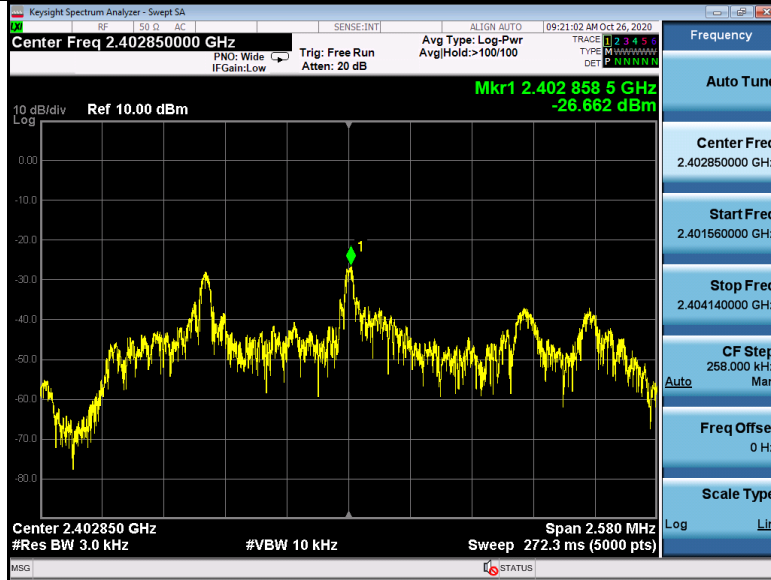 Keysight Spectrum Analyzer - Swept SA
LXI RF 50 Ω AC SENSE:INT ALIGN AUTO 09:21:02 AM Oct 26, 2020
Center Freq 2.402850000 GHz
PNO: Wide
IFGain:Low
Trig: Free Run
Atten: 20 dB
Avg Type: Log-Pwr
Avg|Hold:>100/100
TRACE 1 2 3 4 5 6
TYPE M WWWWW
DET P N N N N N
Mkr1 2.402 858 5 GHz
-26.662 dBm
10 dB/div Ref 10.00 dBm
Log
0.00
-10.0
-20.0
-30.0
-40.0
-50.0
-60.0
-70.0
-80.0
1
Center 2.402850 GHz Span 2.580 MHz
#Res BW 3.0 kHz #VBW 10 kHz Sweep 272.3 ms (5000 pts)
MSG STATUS
Frequency
Auto Tune
Center Freq
2.402850000 GHz
Start Freq
2.401560000 GHz
Stop Freq
2.404140000 GHz
CF Step
258.000 kHz
Auto Man
Freq Offset
0 Hz
Scale Type
Log Lin